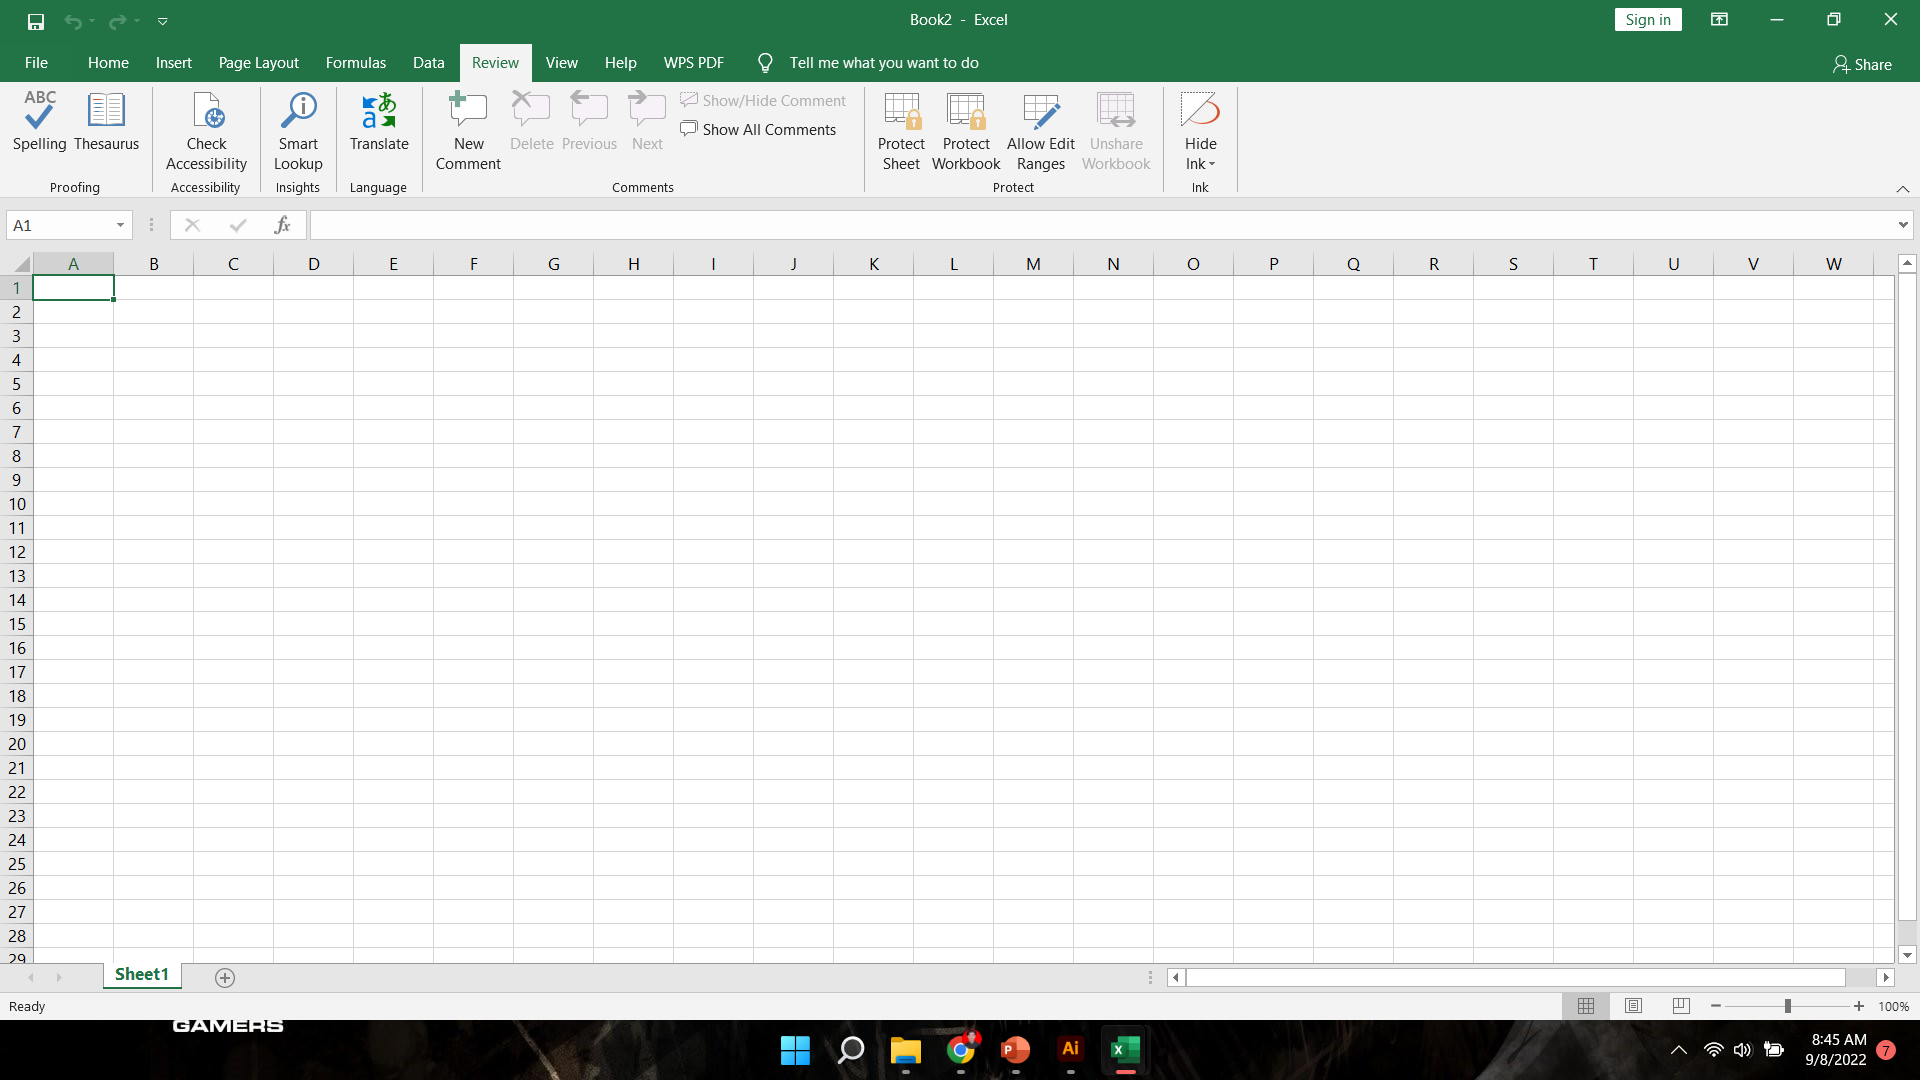 Book2 - Excel
Sign in
File Home Insert Page Layout Formulas Data Review View Help WPS PDF Tell me what you want to do
Share
ABC
Spelling Thesaurus
Proofing
Check Accessibility
Accessibility
Smart Lookup
Insights
Translate
Language
New Comment
Delete Previous Next
Show/Hide Comment
Show All Comments
Comments
Protect Sheet
Protect Workbook
Allow Edit Ranges
Unshare Workbook
Protect
Hide Ink
Ink
A1
fx
A B C D E F G H I J K L M N O P Q R S T U V W
1
2
3
4
5
6
7
8
9
10
11
12
13
14
15
16
17
18
19
20
21
22
23
24
25
26
27
28
29
Sheet1
Ready
100%
GAMERS
P
Ai
X
8:45 AM
9/8/2022
7